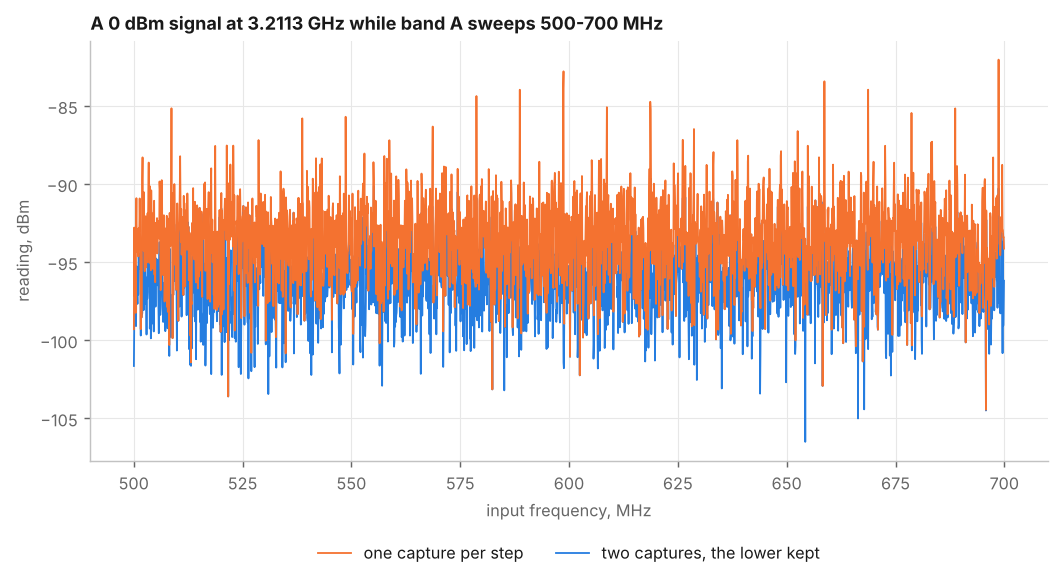 A 0 dBm signal at 3.2113 GHz while band A sweeps 500-700 MHz
reading, dBm
−85
−90
−95
−100
−105
500 525 550 575 600 625 650 675 700
input frequency, MHz
one capture per step two captures, the lower kept